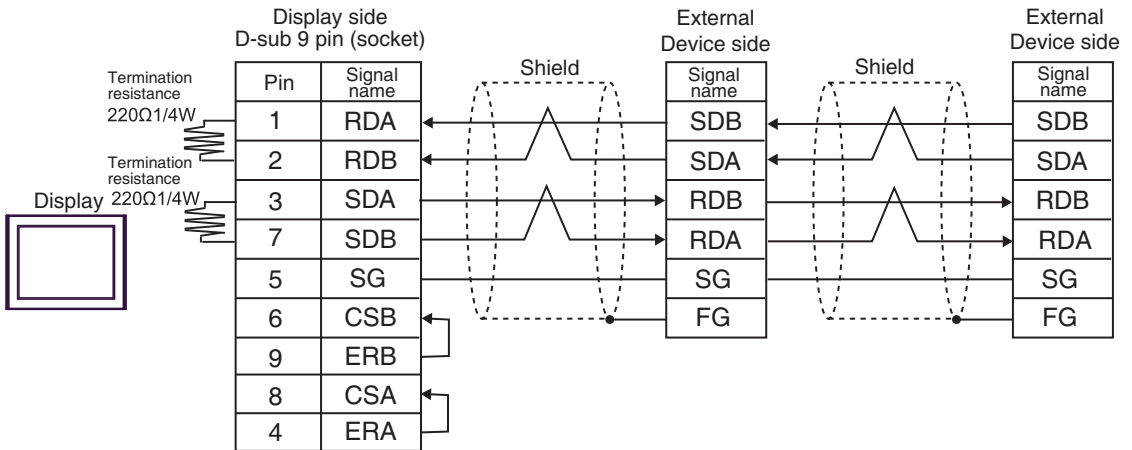 Display side
D-sub 9 pin (socket)
External
Device side
External
Device side
Termination
resistance
220Ω1/4W
Termination
resistance
220Ω1/4W
Display
Pin
Signal
name
Shield
Signal
name
Shield
Signal
name
1 RDA SDB SDB
2 RDB SDA SDA
3 SDA RDB RDB
7 SDB RDA RDA
5 SG SG SG
6 CSB FG FG
9 ERB
8 CSA
4 ERA